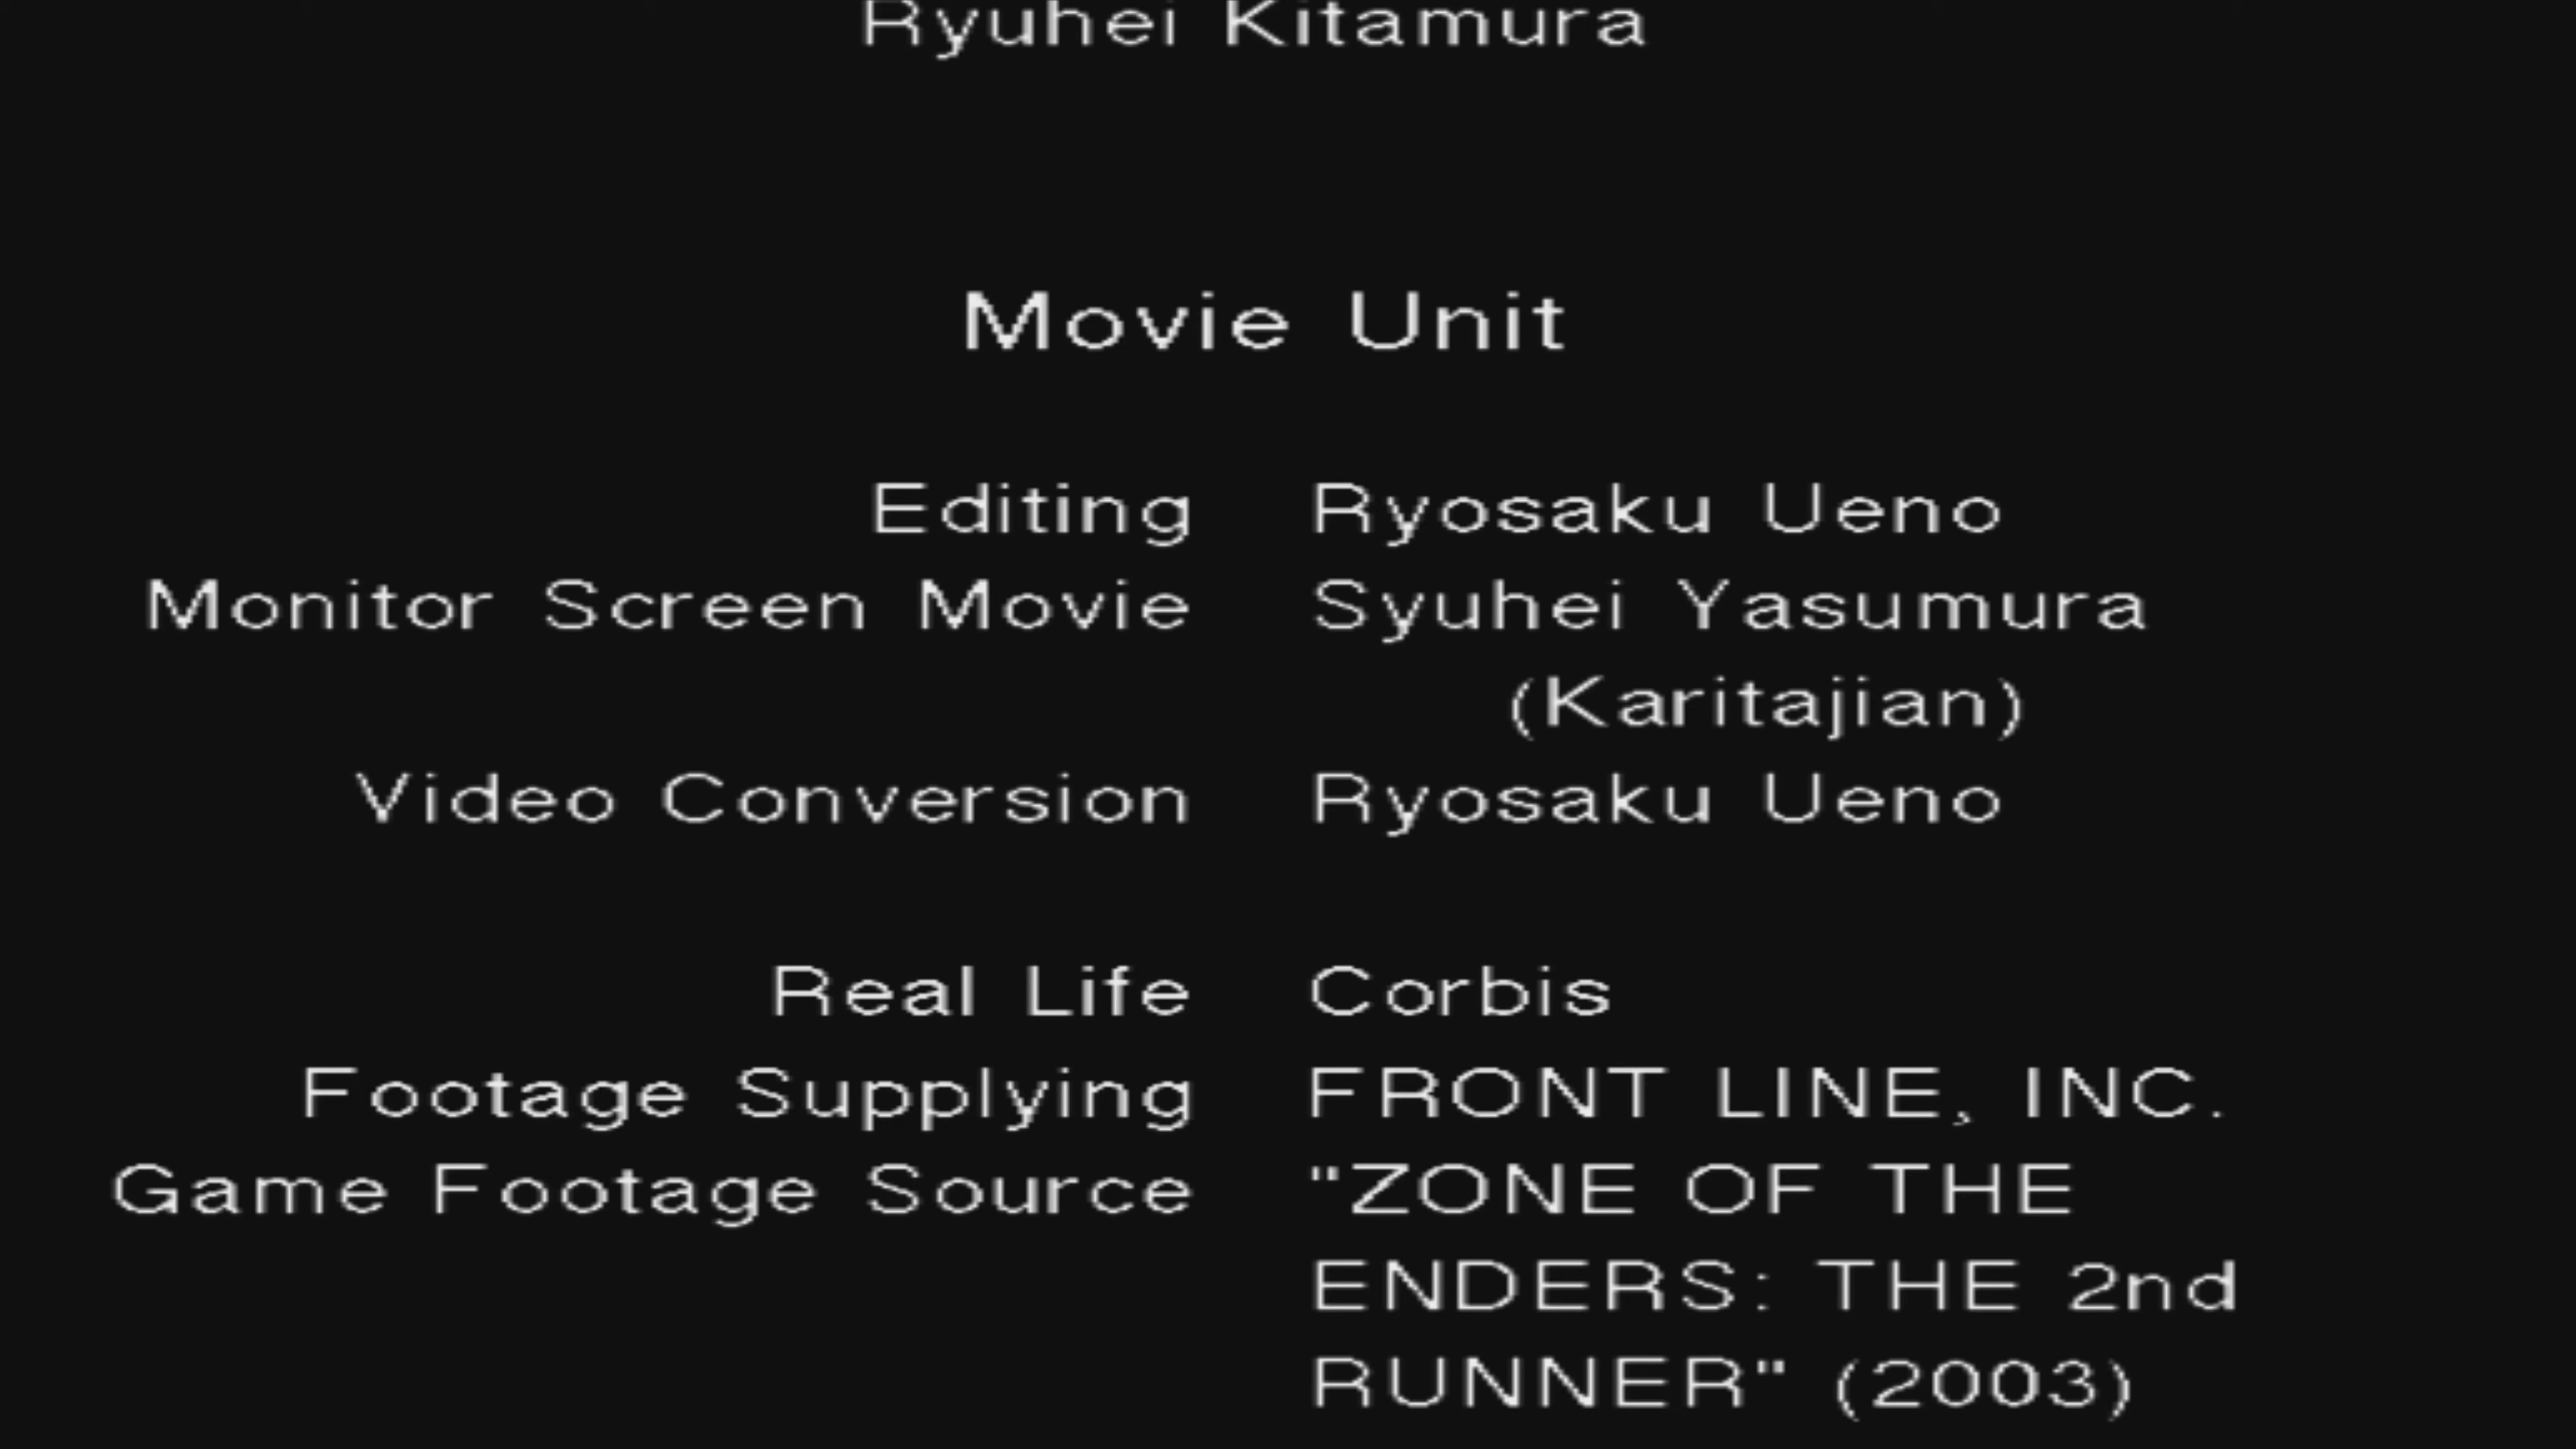 Ryuhei Kitamura
Movie Unit
Editing Ryosaku Ueno
Monitor Screen Movie Syuhei Yasumura
(Karitajian)
Video Conversion Ryosaku Ueno
Real Life Corbis
Footage Supplying FRONT LINE, INC.
Game Footage Source "ZONE OF THE
ENDERS: THE 2nd
RUNNER" (2003)